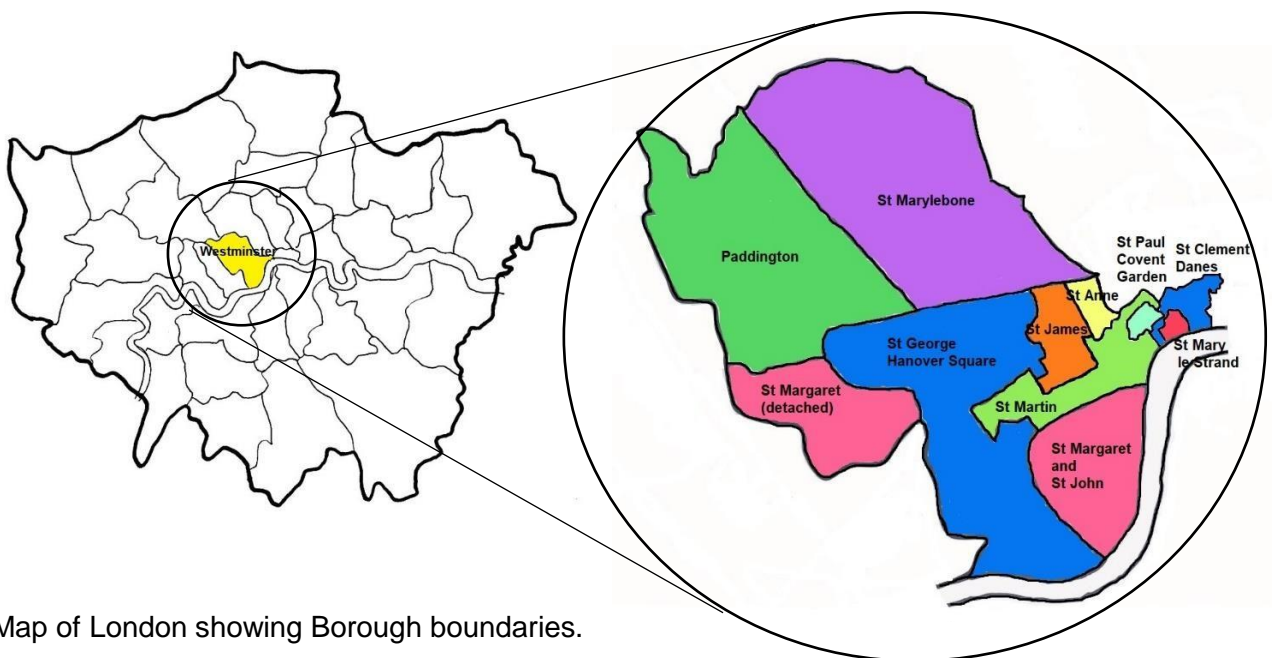 Westminster
St Marylebone
Paddington
St Paul
Covent
Garden
St Clement
Danes
St Anne
St James
St George
Hanover Square
St Mary
le Strand
St Margaret
(detached)
St Martin
St Margaret
and
St John
Map of London showing Borough boundaries.